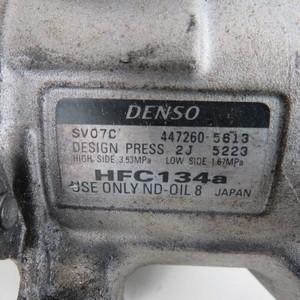 DENSO
SV07C 447260-5613
DESIGN PRESS 2J 5223
HIGH SIDE 3.53MPa LOW SIDE 1.67MPa
HFC134a
USE ONLY ND-OIL 8 JAPAN